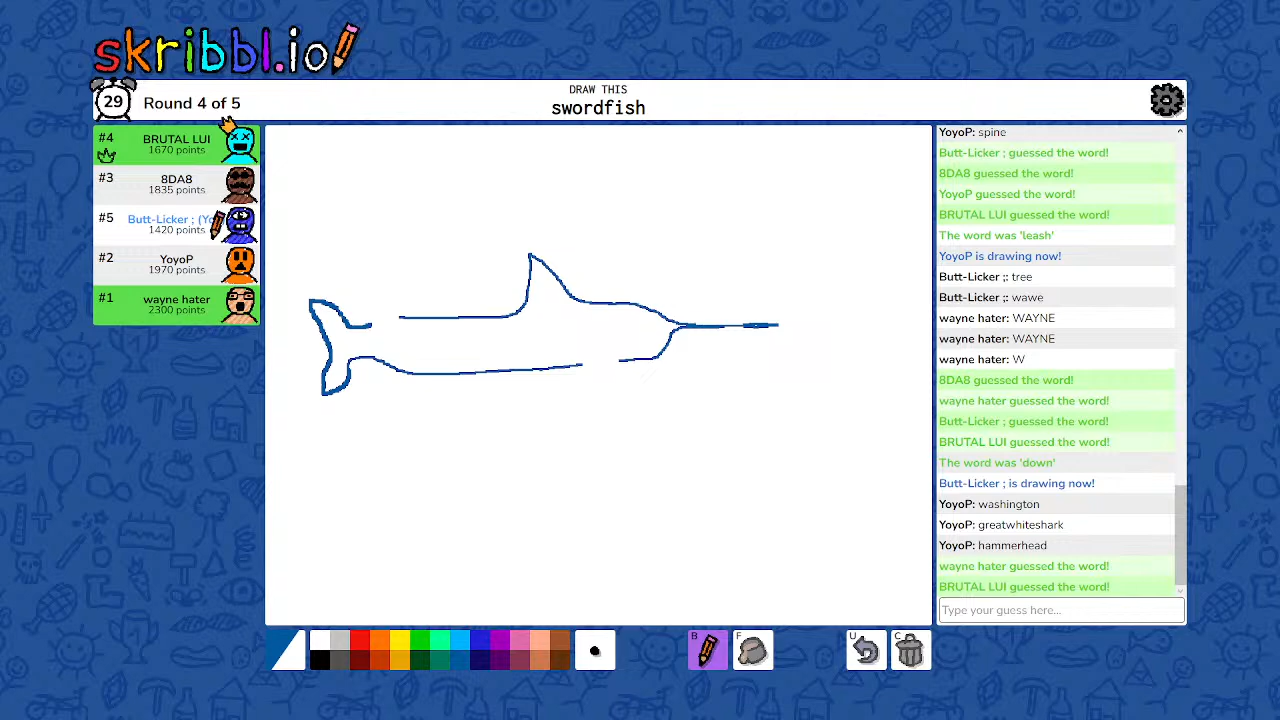 skribbl.io
29
Round 4 of 5
DRAW THIS
swordfish
#4
BRUTAL LUI
1670 points
#3
8DA8
1835 points
#5
Butt-Licker ; (Yo
1420 points
#2
YoyoP
1970 points
#1
wayne hater
2300 points
YoyoP: spine
Butt-Licker ; guessed the word!
8DA8 guessed the word!
YoyoP guessed the word!
BRUTAL LUI guessed the word!
The word was 'leash'
YoyoP is drawing now!
Butt-Licker ;: tree
Butt-Licker ;: wawe
wayne hater: WAYNE
wayne hater: WAYNE
wayne hater: W
8DA8 guessed the word!
wayne hater guessed the word!
Butt-Licker ; guessed the word!
BRUTAL LUI guessed the word!
The word was 'down'
Butt-Licker ; is drawing now!
YoyoP: washington
YoyoP: greatwhiteshark
YoyoP: hammerhead
wayne hater guessed the word!
BRUTAL LUI guessed the word!
Type your guess here...
B
F
U
C